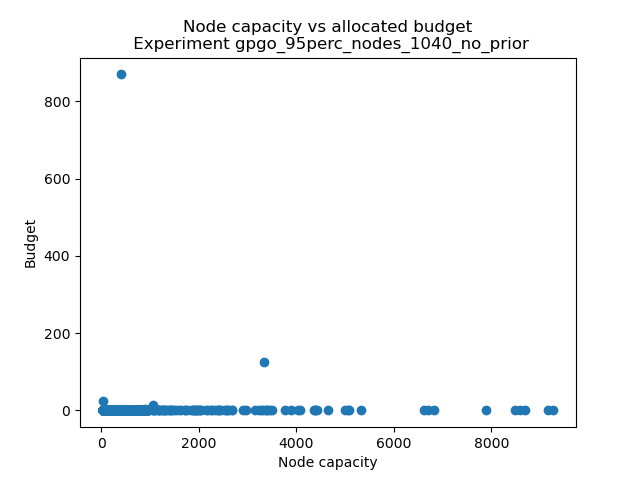 Node capacity vs allocated budget
Experiment gpgo_95perc_nodes_1040_no_prior
800
600
400
200
0
Budget
0 2000 4000 6000 8000
Node capacity